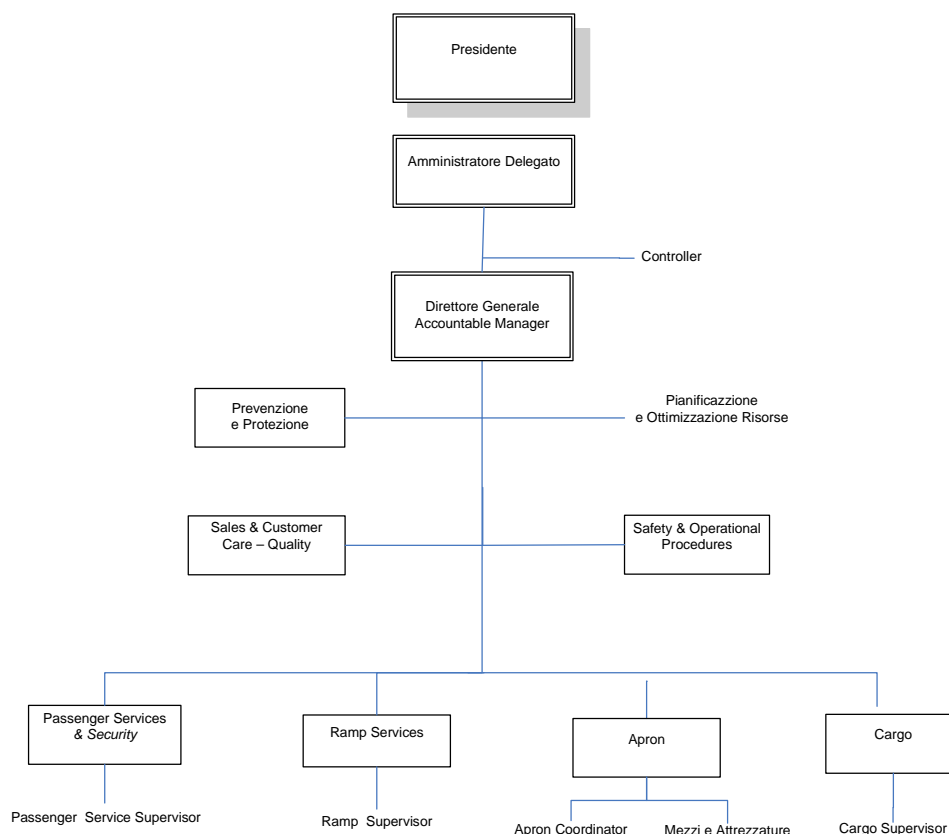 Presidente
Amministratore Delegato
Controller
Direttore Generale
Accountable Manager
Prevenzione
e Protezione
Pianificazzione
e Ottimizzazione Risorse
Sales & Customer
Care – Quality
Safety & Operational
Procedures
Passenger Services
& Security
Ramp Services
Apron
Cargo
Passenger Service Supervisor
Ramp Supervisor
Apron Coordinator
Mezzi e Attrezzature
Cargo Supervisor